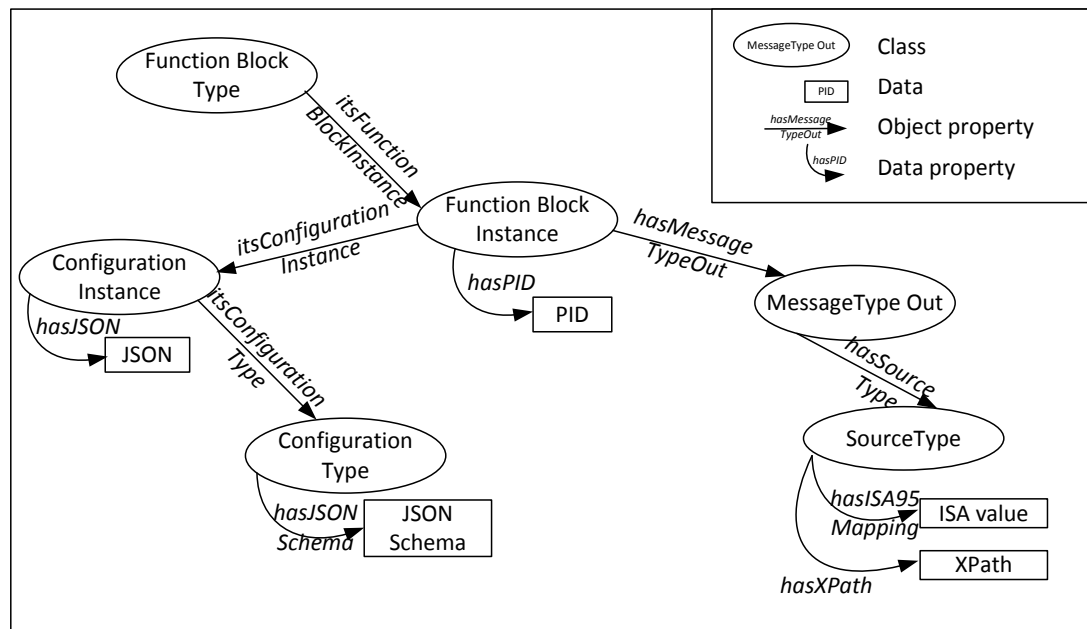 Function Block
Type
itsFunction
BlockInstance
Function Block
Instance
itsConfiguration
Instance
Configuration
Instance
hasJSON
JSON
itsConfiguration
Type
Configuration
Type
hasJSON
Schema
JSON
Schema
hasPID
PID
hasMessage
TypeOut
MessageType Out
hasSource
Type
SourceType
hasISA95
Mapping
ISA value
hasXPath
XPath
MessageType Out
Class
PID
Data
hasMessage
TypeOut
Object property
hasPID
Data property